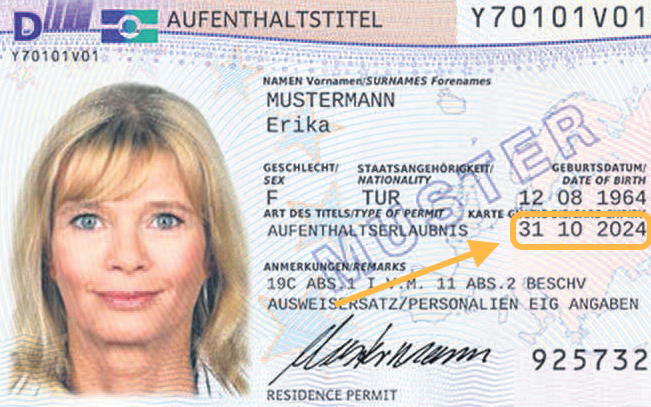 D
AUFENTHALTSTITEL
Y70101V01
Y70101V01
NAMEN Vornamen/SURNAMES Forenames
MUSTERMANN
Erika
GESCHLECHT/ STAATSANGEHÖRIGKEIT/ GEBURTSDATUM/
SEX NATIONALITY DATE OF BIRTH
F TUR 12 08 1964
ART DES TITELS/TYPE OF PERMIT KARTE
AUFENTHALTSERLAUBNIS 31 10 2024
MUSTER
ANMERKUNGEN/REMARKS
19C ABS.1 I.V.M. 11 ABS.2 BESCHV
AUSWEISERSATZ/PERSONALIEN EIG ANGABEN
Mustermann
925732
RESIDENCE PERMIT